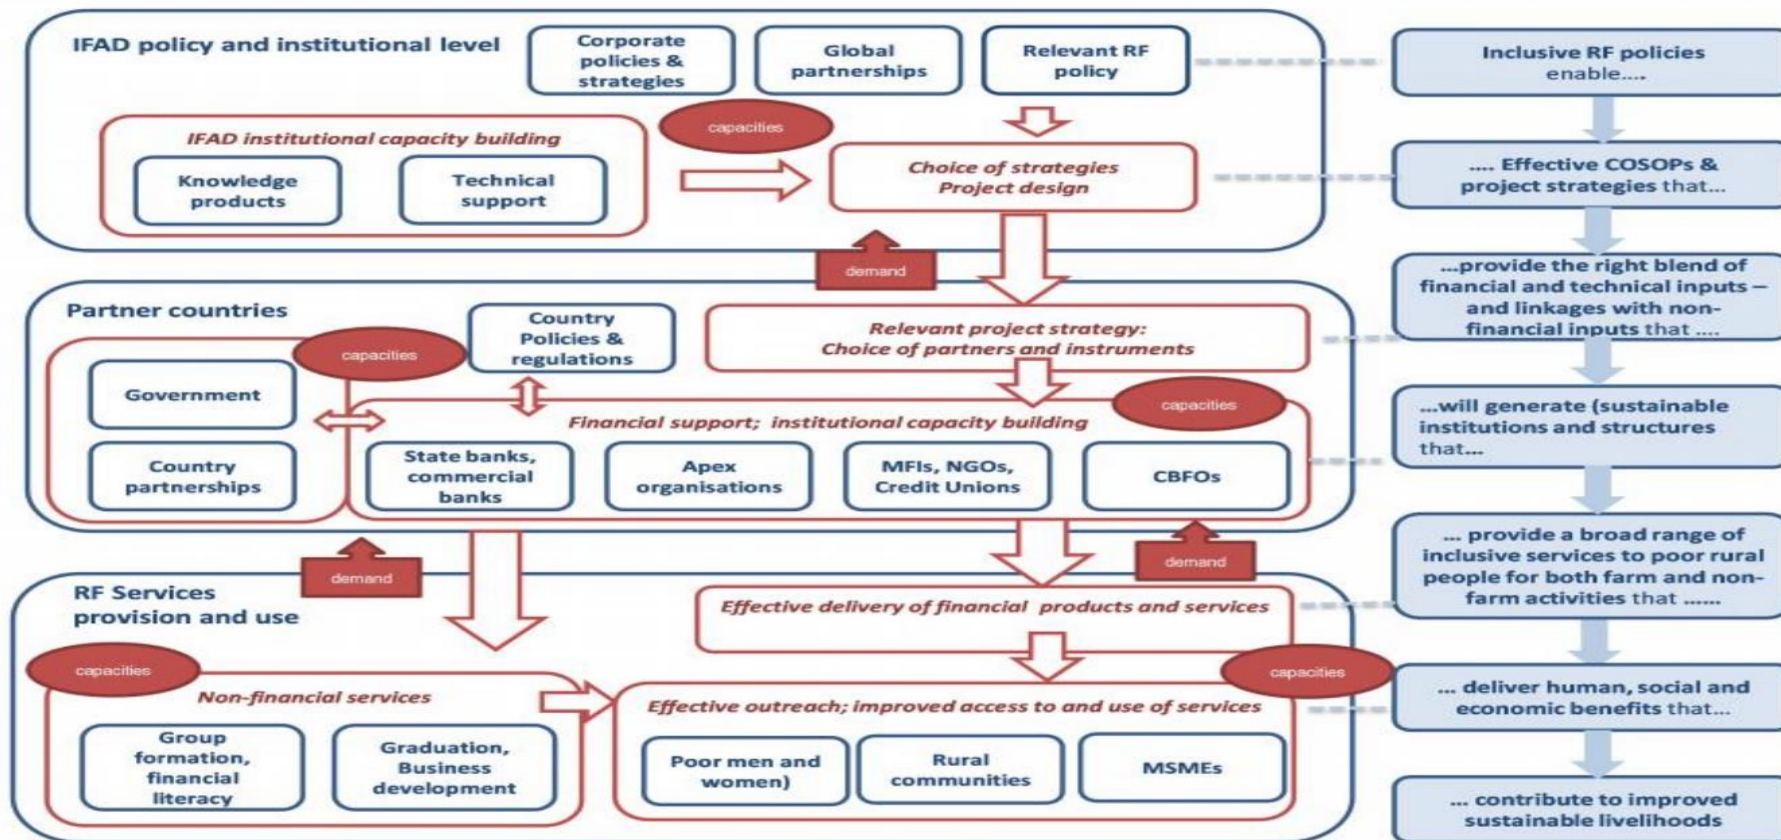 IFAD policy and institutional level
Corporate
policies &
strategies
Global
partnerships
Relevant RF
policy
capacities
IFAD institutional capacity building
Knowledge
products
Technical
support
Choice of strategies
Project design
demand
Partner countries
Country
Policies &
regulations
capacities
Relevant project strategy:
Choice of partners and instruments
Government
Country
partnerships
capacities
Financial support; institutional capacity building
State banks,
commercial
banks
Apex
organisations
MFIs, NGOs,
Credit Unions
CBFOs
demand
demand
RF Services
provision and use
Effective delivery of financial products and services
capacities
capacities
Non-financial services
Group
formation,
financial
literacy
Graduation,
Business
development
Effective outreach; improved access to and use of services
Poor men and
women)
Rural
communities
MSMEs
Inclusive RF policies
enable....
.... Effective COSOPs &
project strategies that...
...provide the right blend of
financial and technical inputs –
and linkages with non-
financial inputs that ....
...will generate (sustainable
institutions and structures
that...
... provide a broad range of
inclusive services to poor rural
people for both farm and non-
farm activities that ......
... deliver human, social and
economic benefits that...
... contribute to improved
sustainable livelihoods